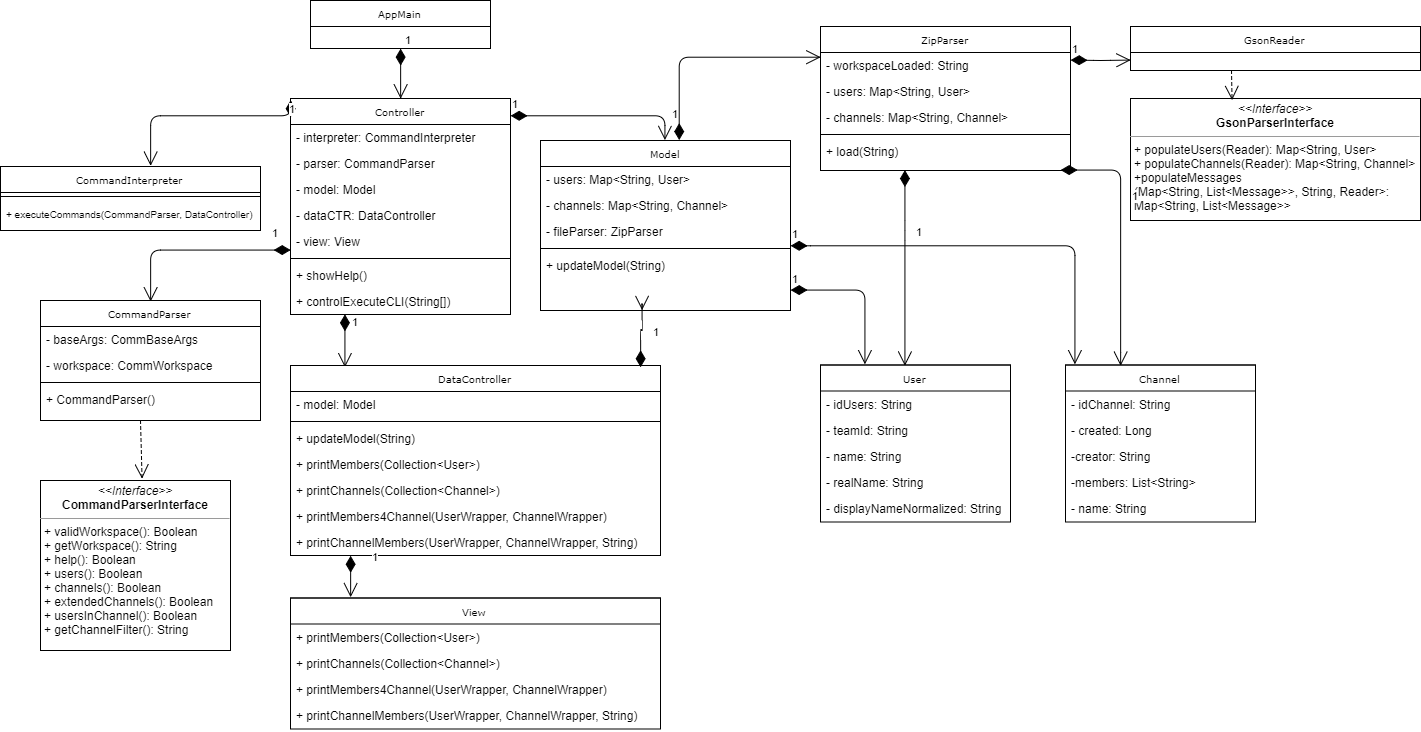 AppMain
1
Controller
- interpreter: CommandInterpreter
- parser: CommandParser
- model: Model
- dataCTR: DataController
- view: View
+ showHelp()
+ controlExecuteCLI(String[])
1
1
1
1
CommandInterpreter
+ executeCommands(CommandParser, DataController)
CommandParser
- baseArgs: CommBaseArgs
- workspace: CommWorkspace
+ CommandParser()
<<Interface>>
CommandParserInterface
+ validWorkspace(): Boolean
+ getWorkspace(): String
+ help(): Boolean
+ users(): Boolean
+ channels(): Boolean
+ extendedChannels(): Boolean
+ usersInChannel(): Boolean
+ getChannelFilter(): String
DataController
- model: Model
+ updateModel(String)
+ printMembers(Collection<User>)
+ printChannels(Collection<Channel>)
+ printMembers4Channel(UserWrapper, ChannelWrapper)
+ printChannelMembers(UserWrapper, ChannelWrapper, String)
1
1
View
+ printMembers(Collection<User>)
+ printChannels(Collection<Channel>)
+ printMembers4Channel(UserWrapper, ChannelWrapper)
+ printChannelMembers(UserWrapper, ChannelWrapper, String)
Model
- users: Map<String, User>
- channels: Map<String, Channel>
- fileParser: ZipParser
+ updateModel(String)
1
1
1
ZipParser
- workspaceLoaded: String
- users: Map<String, User>
- channels: Map<String, Channel>
+ load(String)
1
1
GsonReader
<<Interface>>
GsonParserInterface
+ populateUsers(Reader): Map<String, User>
+ populateChannels(Reader): Map<String, Channel>
+populateMessages
(Map<String, List<Message>>, String, Reader>:
Map<String, List<Message>>
1
User
- idUsers: String
- teamId: String
- name: String
- realName: String
- displayNameNormalized: String
Channel
- idChannel: String
- created: Long
-creator: String
-members: List<String>
- name: String